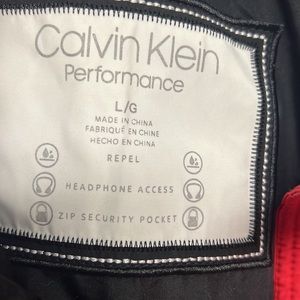 Calvin Klein
Performance
L/G
MADE IN CHINA
FABRIQUÉ EN CHINE
HECHO EN CHINA
REPEL
HEADPHONE ACCESS
ZIP SECURITY POCKET